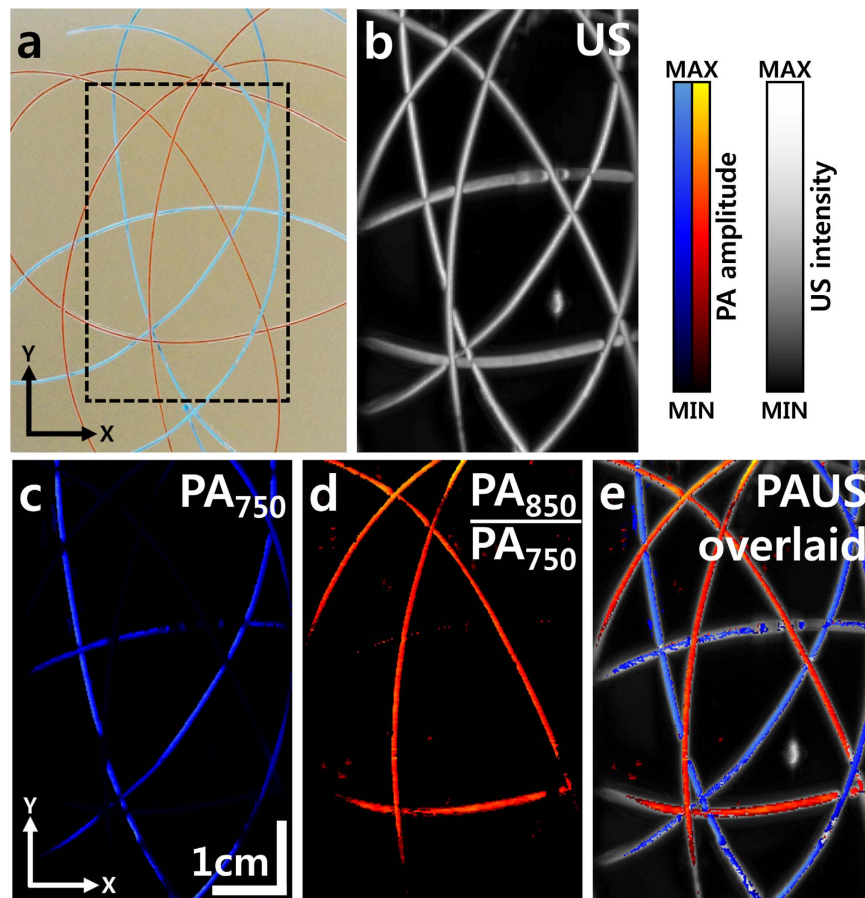 a
Y
X
b
US
MAX
MIN
PA amplitude
MAX
MIN
US intensity
c
PA750
Y
X
1cm
d
PA850
PA750
e
PAUS
overlaid